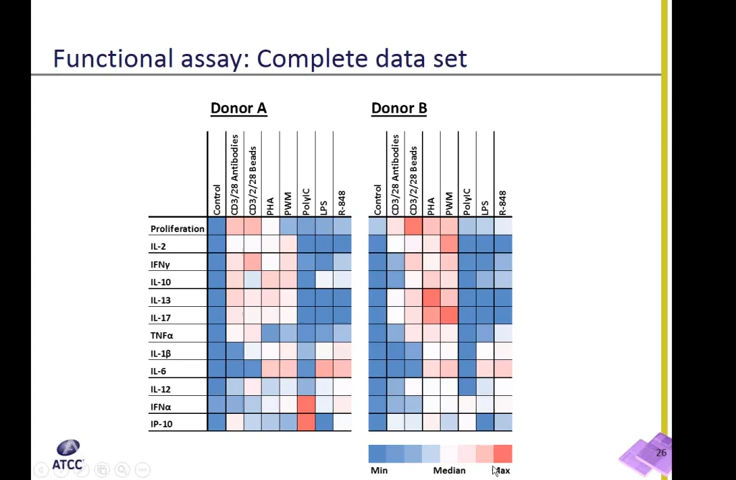 Functional assay: Complete data set
Donor A
Donor B
Control
CD3/28 Antibodies
CD3/2/28 Beads
PHA
PWM
PolyIC
LPS
R-848
Control
CD3/28 Antibodies
CD3/2/28 Beads
PHA
PWM
PolyIC
LPS
R-848
Proliferation
IL-2
IFNγ
IL-10
IL-13
IL-17
TNFα
IL-1β
IL-6
IL-12
IFNα
IP-10
Min
Median
Max
ATCC
26